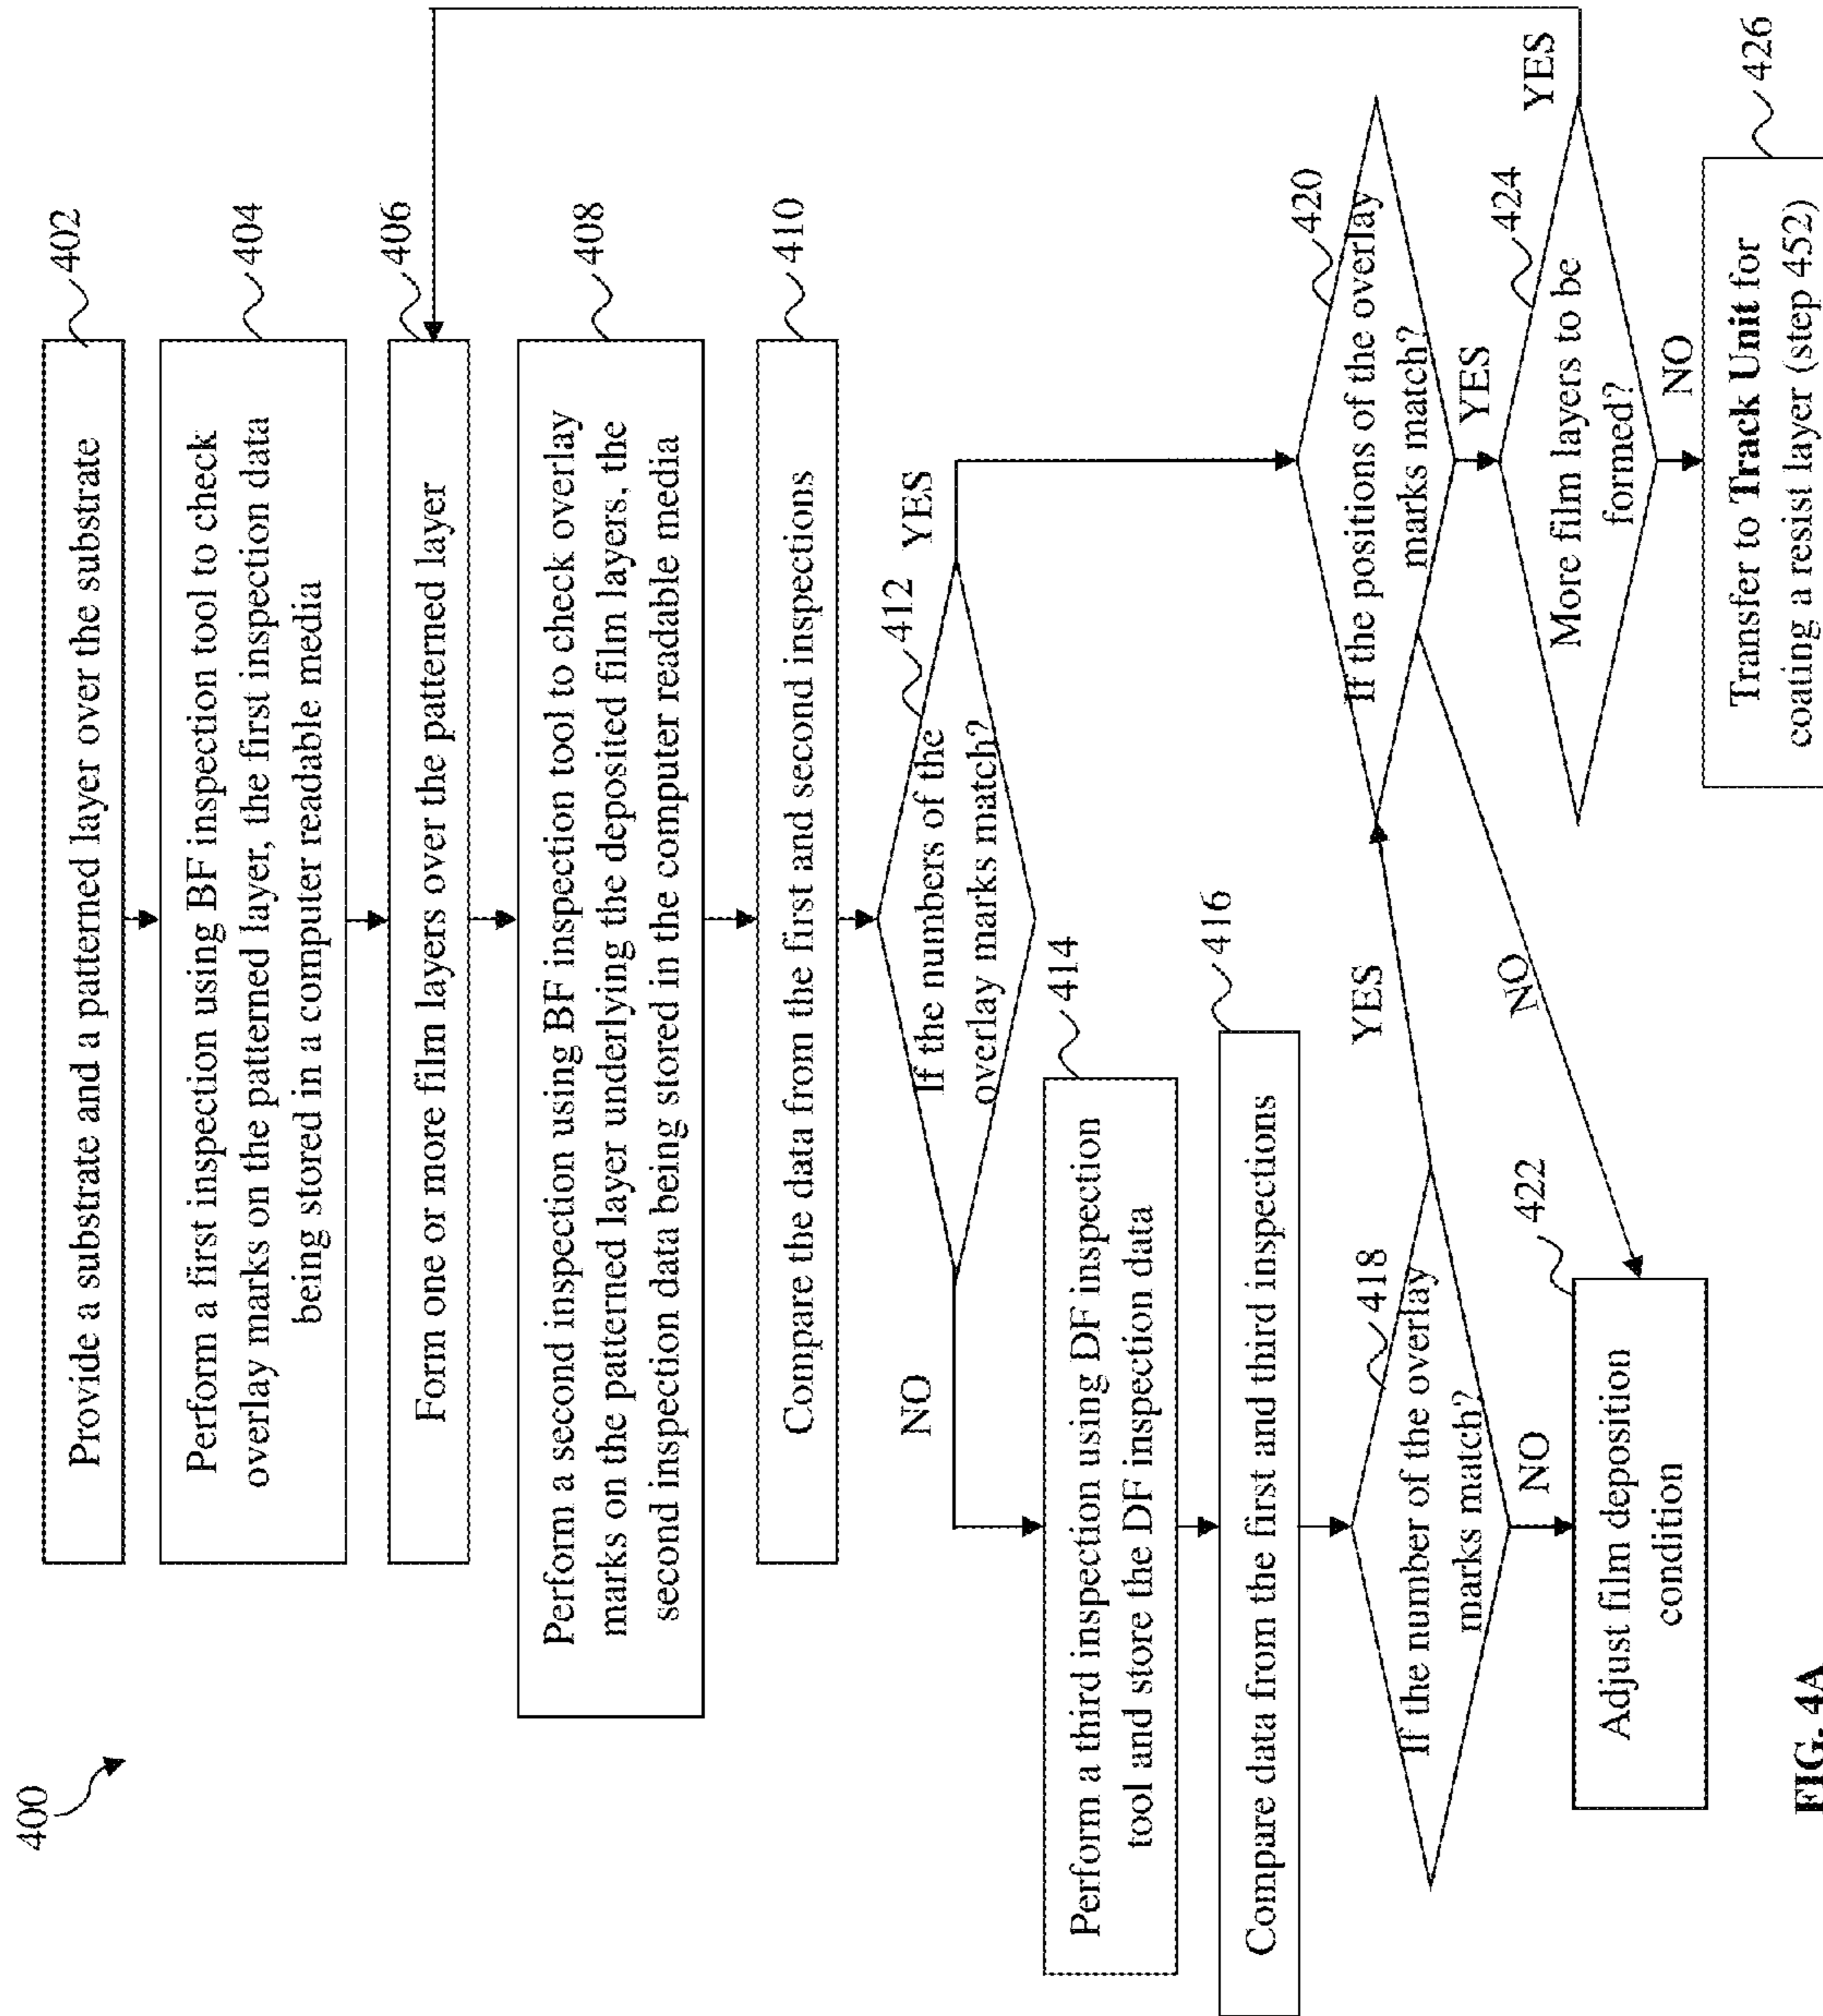 400
Provide a substrate and a patterned layer over the substrate
402
Perform a first inspection using BF inspection tool to check
overlay marks on the patterned layer, the first inspection data
being stored in a computer readable media
404
Form one or more film layers over the patterned layer
406
Perform a second inspection using BF inspection tool to check overlay
marks on the patterned layer underlying the deposited film layers, the
second inspection data being stored in the computer readable media
408
Compare the data from the first and second inspections
410
If the numbers of the
overlay marks match?
412
NO
YES
Perform a third inspection using DF inspection
tool and store the DF inspection data
414
Compare data from the first and third inspections
416
If the number of the overlay
marks match?
418
YES
NO
If the positions of the overlay
marks match?
420
YES
NO
Adjust film deposition
condition
422
More film layers to be
formed?
424
YES
NO
Transfer to Track Unit for
coating a resist layer (step 452)
426
FIG. 4A